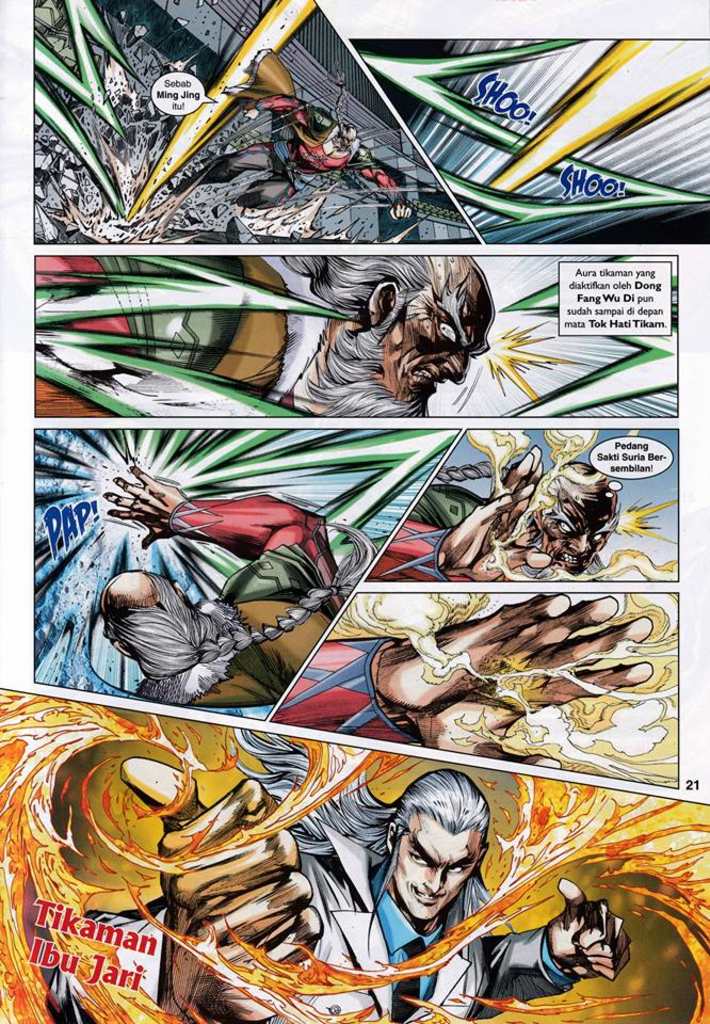 Sebab
Ming Jing
itu!
SHOO!
SHOO!
Aura tikaman yang
diaktifkan oleh Dong
Fang Wu Di pun
sudah sampai di depan
mata Tok Hati Tikam.
PAP!
Pedang
Sakti Suria Ber-
sembilan!
21
Tikaman
Ibu Jari